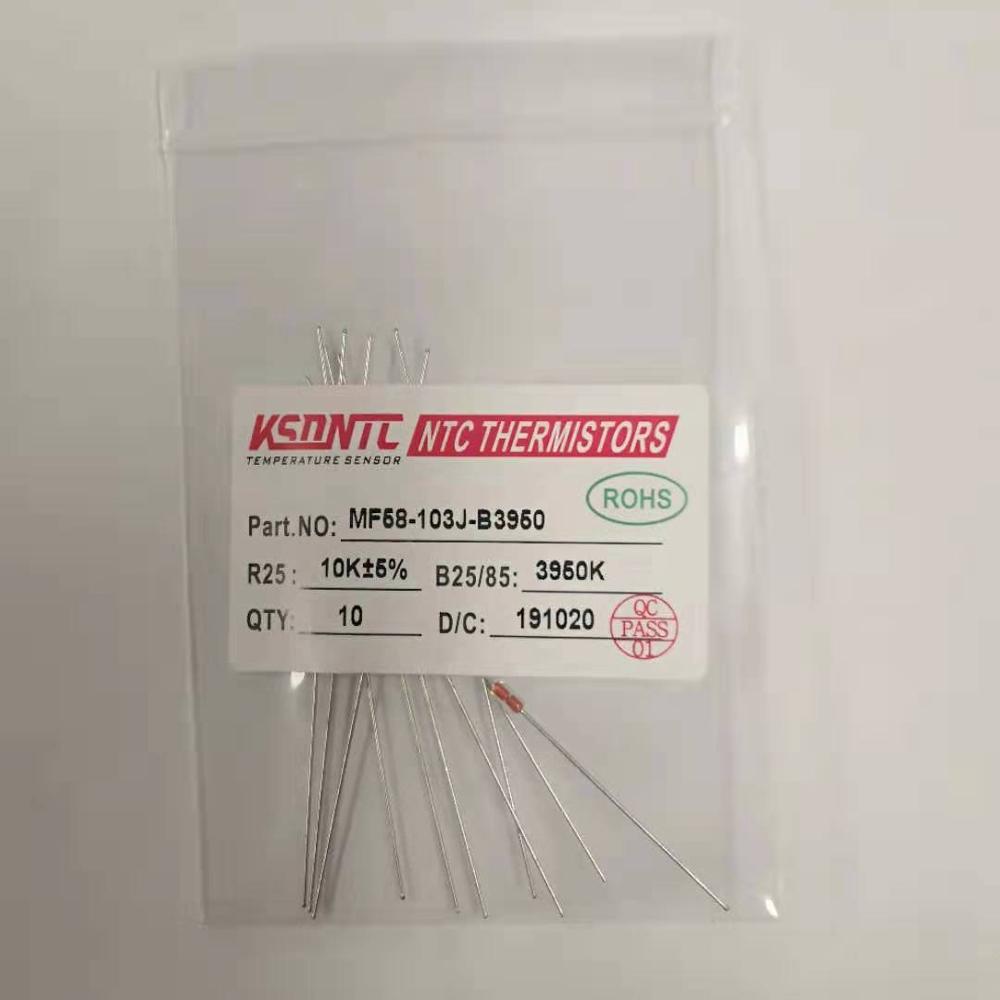 KSDNTC NTC THERMISTORS
TEMPERATURE SENSOR
ROHS
Part.NO: MF58-103J-B3950
R25: 10K±5% B25/85: 3950K
QTY: 10 D/C: 191020
QC
PASS
01